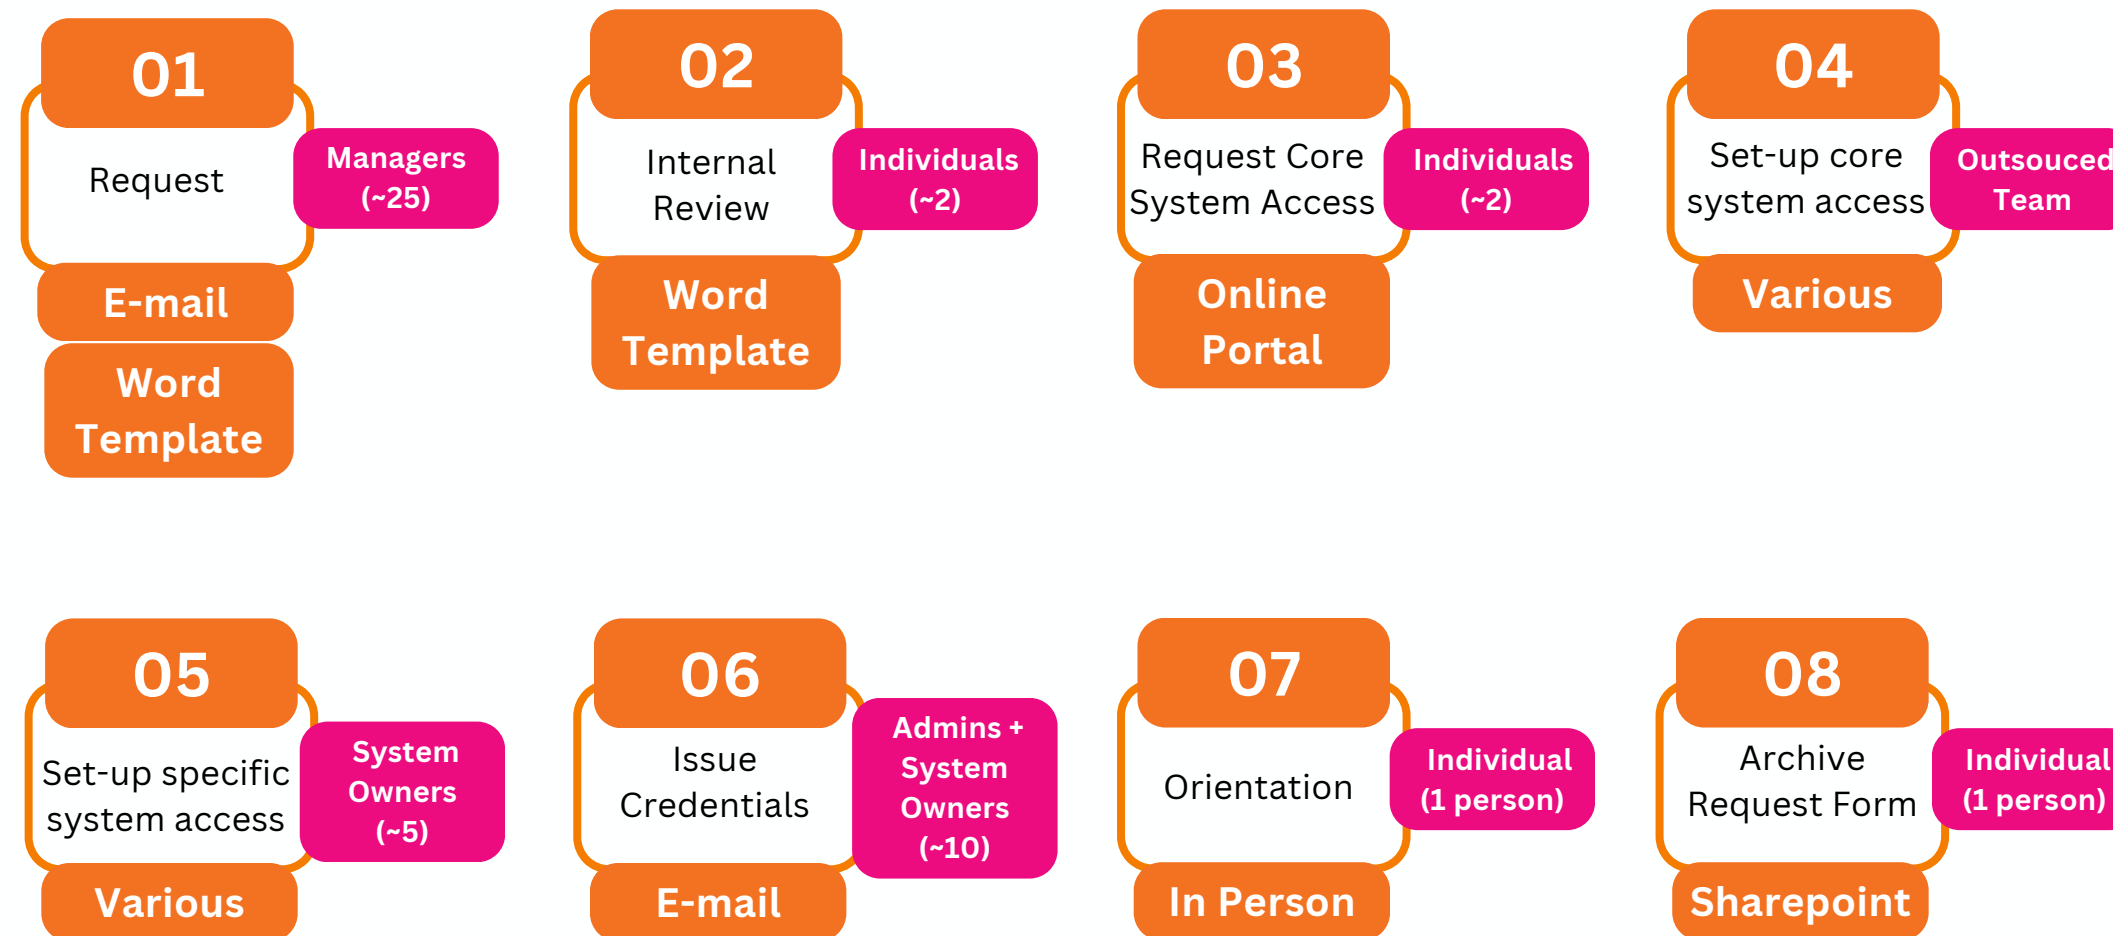 01
Request
Managers
(~25)
E-mail
Word
Template
02
Internal
Review
Individuals
(~2)
Word
Template
03
Request Core
System Access
Individuals
(~2)
Online
Portal
04
Set-up core
system access
Outsouced
Team
Various
05
Set-up specific
system access
System
Owners
(~5)
Various
06
Issue
Credentials
Admins +
System
Owners
(~10)
E-mail
07
Orientation
Individual
(1 person)
In Person
08
Archive
Request Form
Individual
(1 person)
Sharepoint